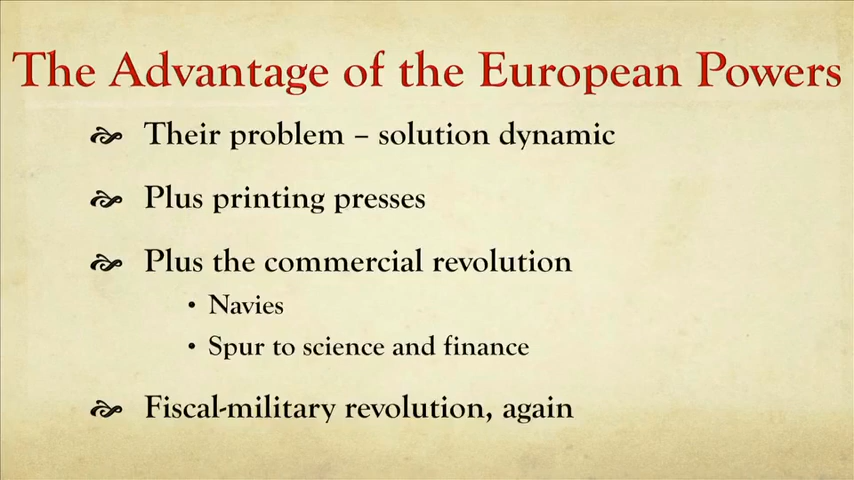 The Advantage of the European Powers
Their problem – solution dynamic
Plus printing presses
Plus the commercial revolution
• Navies
• Spur to science and finance
Fiscal-military revolution, again